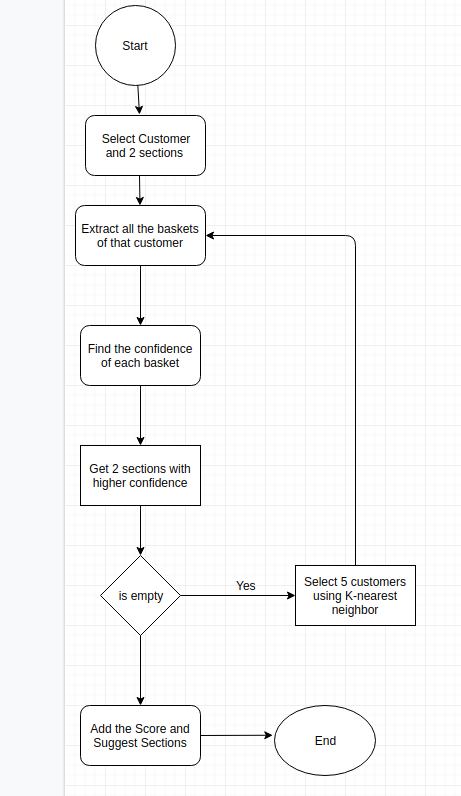 Start
Select Customer
and 2 sections
Extract all the baskets
of that customer
Find the confidence
of each basket
Get 2 sections with
higher confidence
is empty
Yes
Select 5 customers
using K-nearest
neighbor
Add the Score and
Suggest Sections
End